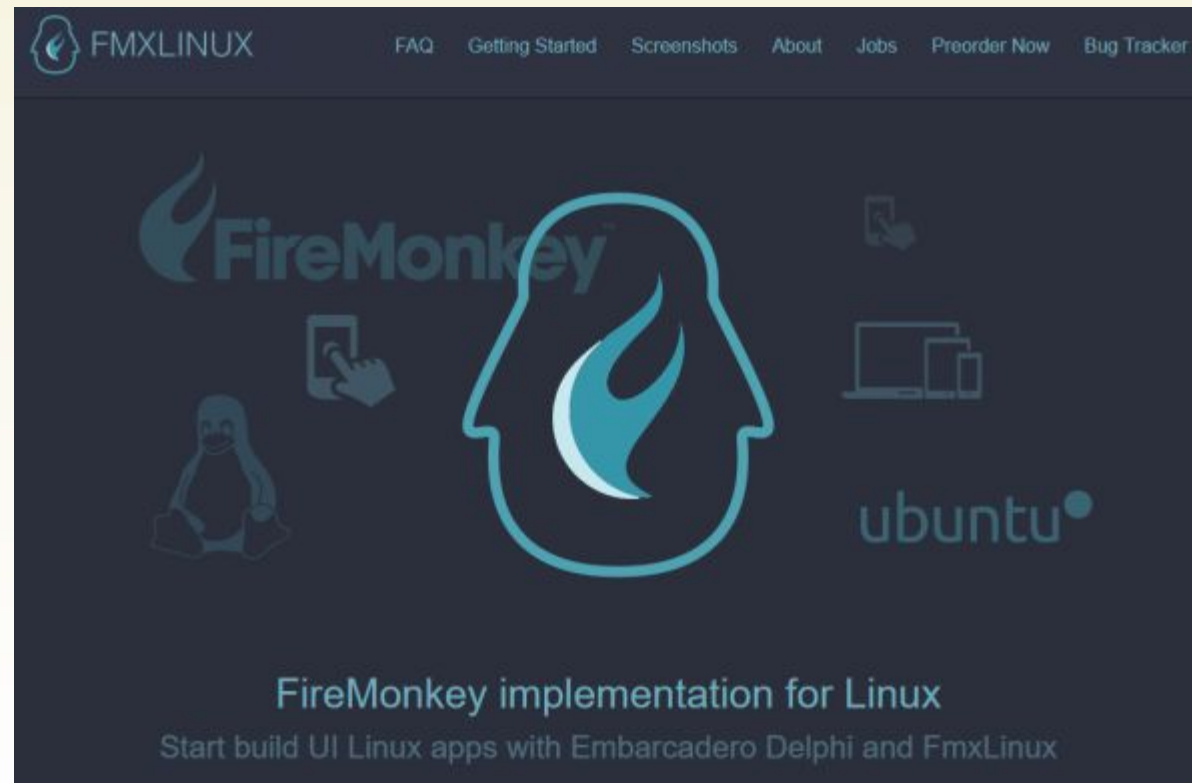 FMXLINUX
FAQ Getting Started Screenshots About Jobs Preorder Now Bug Tracker
FireMonkey™
ubuntu
FireMonkey implementation for Linux
Start build UI Linux apps with Embarcadero Delphi and FmxLinux